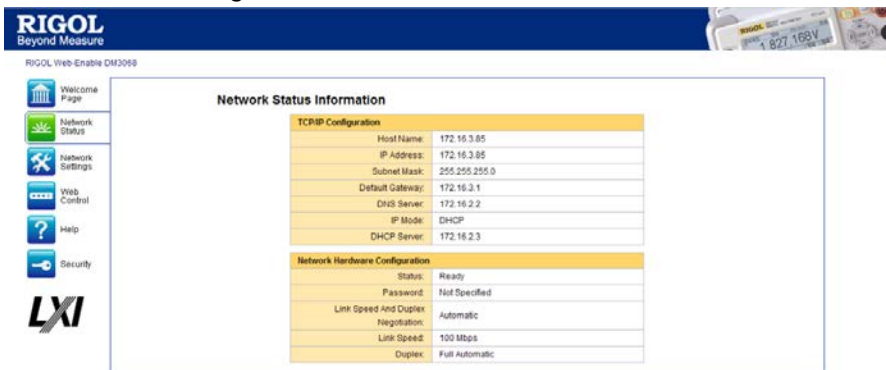 RIGOL
Beyond Measure
RIGOL
1.827,168V
RIGOL Web-Enable DM3068
Welcome
Page
Network
Status
Network
Settings
Web
Control
Help
Security
LXI
Network Status Information
TCP/IP Configuration
Host Name: 172.16.3.85
IP Address: 172.16.3.85
Subnet Mask: 255.255.255.0
Default Gateway: 172.16.3.1
DNS Server: 172.16.2.2
IP Mode: DHCP
DHCP Server: 172.16.2.3
Network Hardware Configuration
Status: Ready
Password: Not Specified
Link Speed And Duplex
Negotiation: Automatic
Link Speed: 100 Mbps
Duplex: Full Automatic